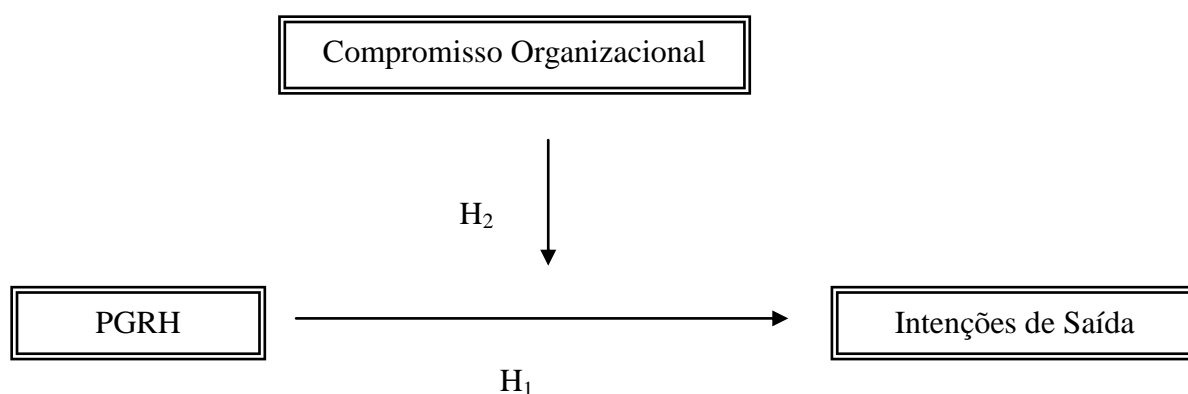 Compromisso Organizacional
H₂
PGRH
Intenções de Saída
H₁